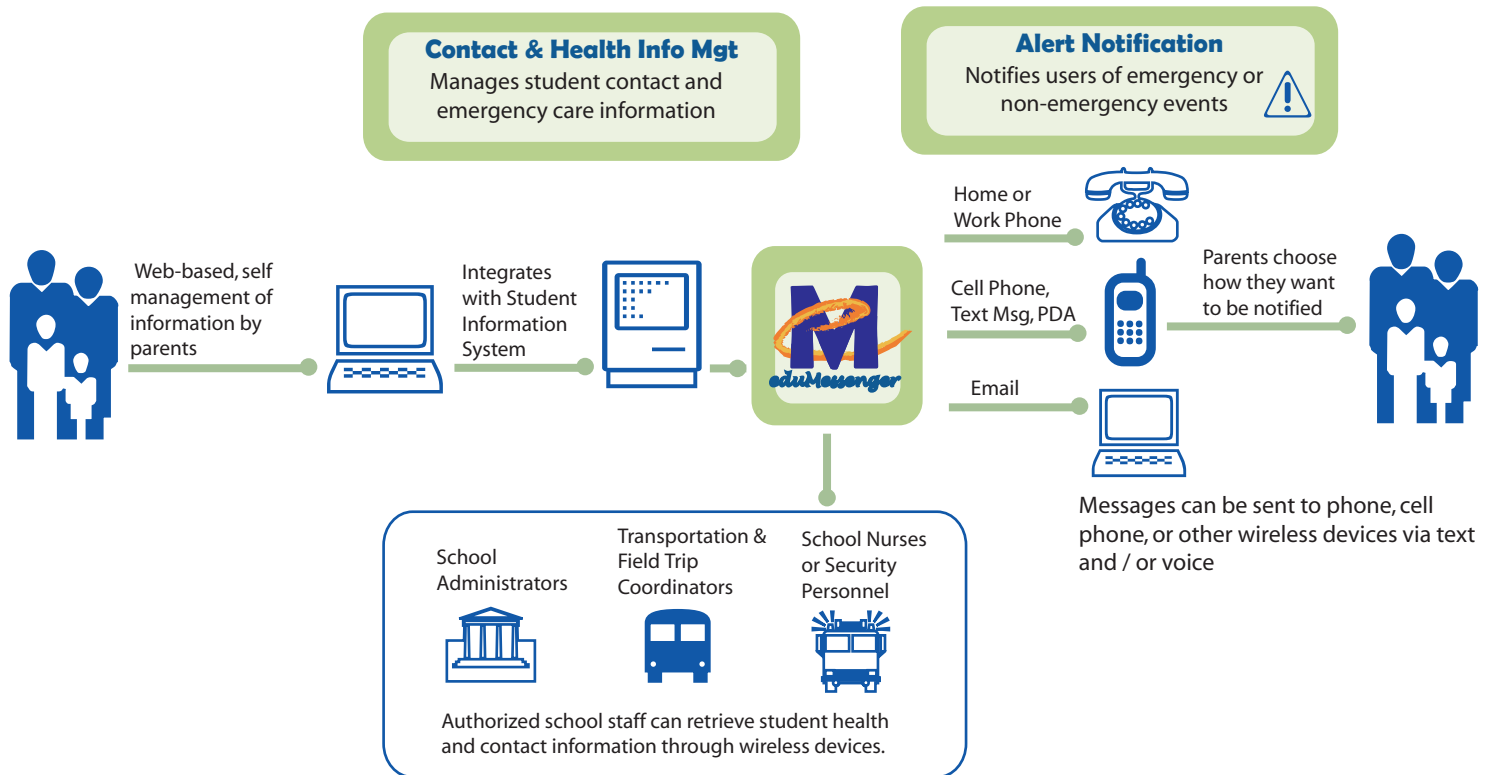 Contact & Health Info Mgt
Manages student contact and
emergency care information
Alert Notification
Notifies users of emergency or
non-emergency events
!
Web-based, self
management of
information by
parents
Integrates
with Student
Information
System
M
eduMessenger
Home or
Work Phone
Cell Phone,
Text Msg, PDA
Email
Parents choose
how they want
to be notified
Messages can be sent to phone, cell
phone, or other wireless devices via text
and / or voice
School
Administrators
Transportation &
Field Trip
Coordinators
School Nurses
or Security
Personnel
Authorized school staff can retrieve student health
and contact information through wireless devices.